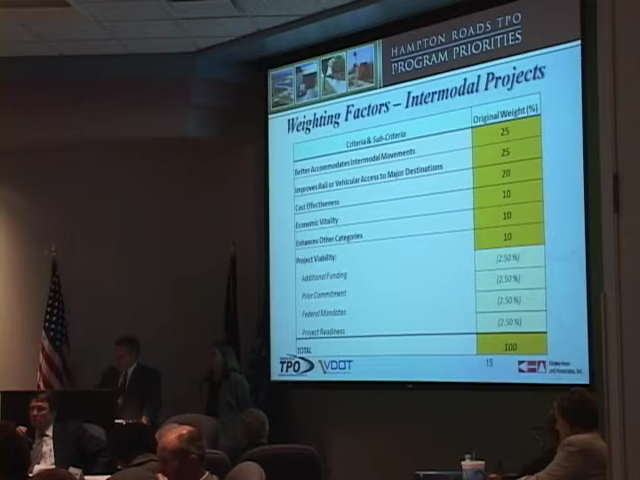 HAMPTON ROADS TPO
PROGRAM PRIORITIES
Weighting Factors – Intermodal Projects
Criteria & Sub-Criteria Original Weight (%)
Better Accommodates Intermodal Movements 25
Improves Rail or Vehicular Access to Major Destinations 25
Cost Effectiveness 20
Economic Vitality 10
Enhances Other Categories 10
Project Viability: 10
Additional Funding (2.50%)
Prior Commitment (2.50%)
Federal Mandates (2.50%)
Project Readiness (2.50%)
TOTAL 100
TPO VDOT 15